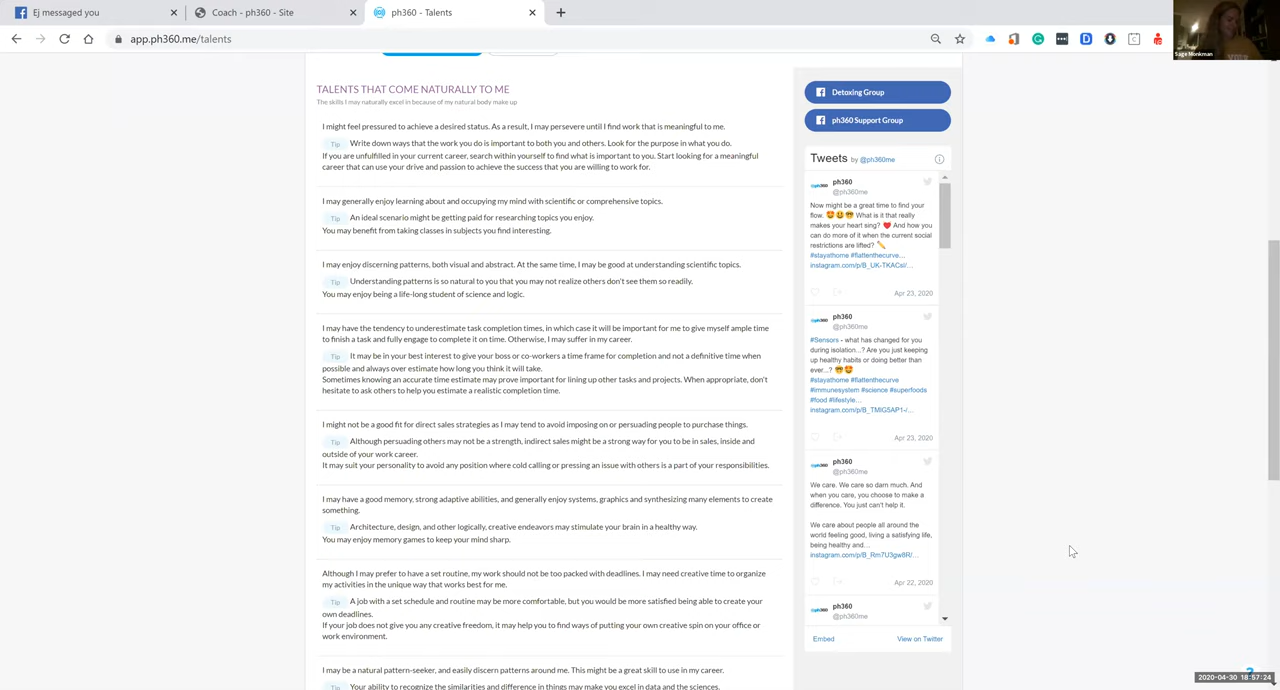 Ej messaged you
Coach - ph360 - Site
ph360 - Talents
app.ph360.me/talents
Sage Monkman
TALENTS THAT COME NATURALLY TO ME
The skills I may naturally excel in because of my natural body make up
I might feel pressured to achieve a desired status. As a result, I may persevere until I find work that is meaningful to me.
Tip Write down ways that the work you do is important to both you and others. Look for the purpose in what you do.
If you are unfulfilled in your current career, search within yourself to find what is important to you. Start looking for a meaningful
career that can use your drive and passion to achieve the success that you are willing to work for.
I may generally enjoy learning about and occupying my mind with scientific or comprehensive topics.
Tip An ideal scenario might be getting paid for researching topics you enjoy.
You may benefit from taking classes in subjects you find interesting.
I may enjoy discerning patterns, both visual and abstract. At the same time, I may be good at understanding scientific topics.
Tip Understanding patterns is so natural to you that you may not realize others don't see them so readily.
You may enjoy being a life-long student of science and logic.
I may have the tendency to underestimate task completion times, in which case it will be important for me to give myself ample time
to finish a task and fully engage to complete it on time. Otherwise, I may suffer in my career.
Tip It may be in your best interest to give your boss or co-workers a time frame for completion and not a definitive time when
possible and always over estimate how long you think it will take.
Sometimes knowing an accurate time estimate may prove important for lining up other tasks and projects. When appropriate, don't
hesitate to ask others to help you estimate a realistic completion time.
I might not be a good fit for direct sales strategies as I may tend to avoid imposing on or persuading people to purchase things.
Tip Although persuading others may not be a strength, indirect sales might be a strong way for you to be in sales, inside and
outside of your work career.
It may suit your personality to avoid any position where cold calling or pressing an issue with others is a part of your responsibilities.
I may have a good memory, strong adaptive abilities, and generally enjoy systems, graphics and synthesizing many elements to create
something.
Tip Architecture, design, and other logically, creative endeavors may stimulate your brain in a healthy way.
You may enjoy memory games to keep your mind sharp.
Although I may prefer to have a set routine, my work should not be too packed with deadlines. I may need creative time to organize
my activities in the unique way that works best for me.
Tip A job with a set schedule and routine may be more comfortable, but you would be more satisfied being able to create your
own deadlines.
If your job does not give you any creative freedom, it may help you to find ways of putting your own creative spin on your office or
work environment.
I may be a natural pattern-seeker, and easily discern patterns around me. This might be a great skill to use in my career.
Tip Your ability to recognize the similarities and difference in things may make you excel in data and the sciences.
Detoxing Group
ph360 Support Group
Tweets by @ph360me
ph360
@ph360me
Now might be a great time to find your
flow. 🤩😃🤓 What is it that really
makes your heart sing? ❤️ And how you
can do more of it when the current social
restrictions are lifted? ✏️
#stayathome #flattenthecurve...
instagram.com/p/B_UK-TKACsI/...
Apr 23, 2020
ph360
@ph360me
#Sensors - what has changed for you
during isolation...? Are you just keeping
up healthy habits or doing better than
ever...? 🤓🤩
#stayathome #flattenthecurve
#immunesystem #science #superfoods
#food #lifestyle...
instagram.com/p/B_TMIG5AP1-/...
Apr 23, 2020
ph360
@ph360me
We care. We care so darn much. And
when you care, you choose to make a
difference. You just can't help it.
We care about people all around the
world feeling good, living a satisfying life,
being healthy and...
instagram.com/p/B_Rm7U3gw8R/...
Apr 22, 2020
ph360
@ph360me
Embed
View on Twitter
2020-04-30 18:57:24